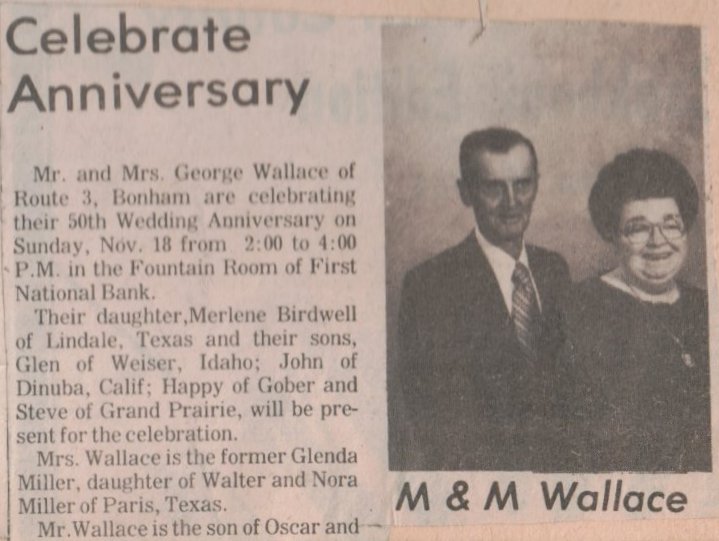 Celebrate
Anniversary
Mr. and Mrs. George Wallace of
Route 3, Bonham are celebrating
their 50th Wedding Anniversary on
Sunday, Nov. 18 from 2:00 to 4:00
P.M. in the Fountain Room of First
National Bank.
Their daughter,Merlene Birdwell
of Lindale, Texas and their sons,
Glen of Weiser, Idaho; John of
Dinuba, Calif; Happy of Gober and
Steve of Grand Prairie, will be pre-
sent for the celebration.
Mrs. Wallace is the former Glenda
Miller, daughter of Walter and Nora
Miller of Paris, Texas.
Mr.Wallace is the son of Oscar and
M & M Wallace